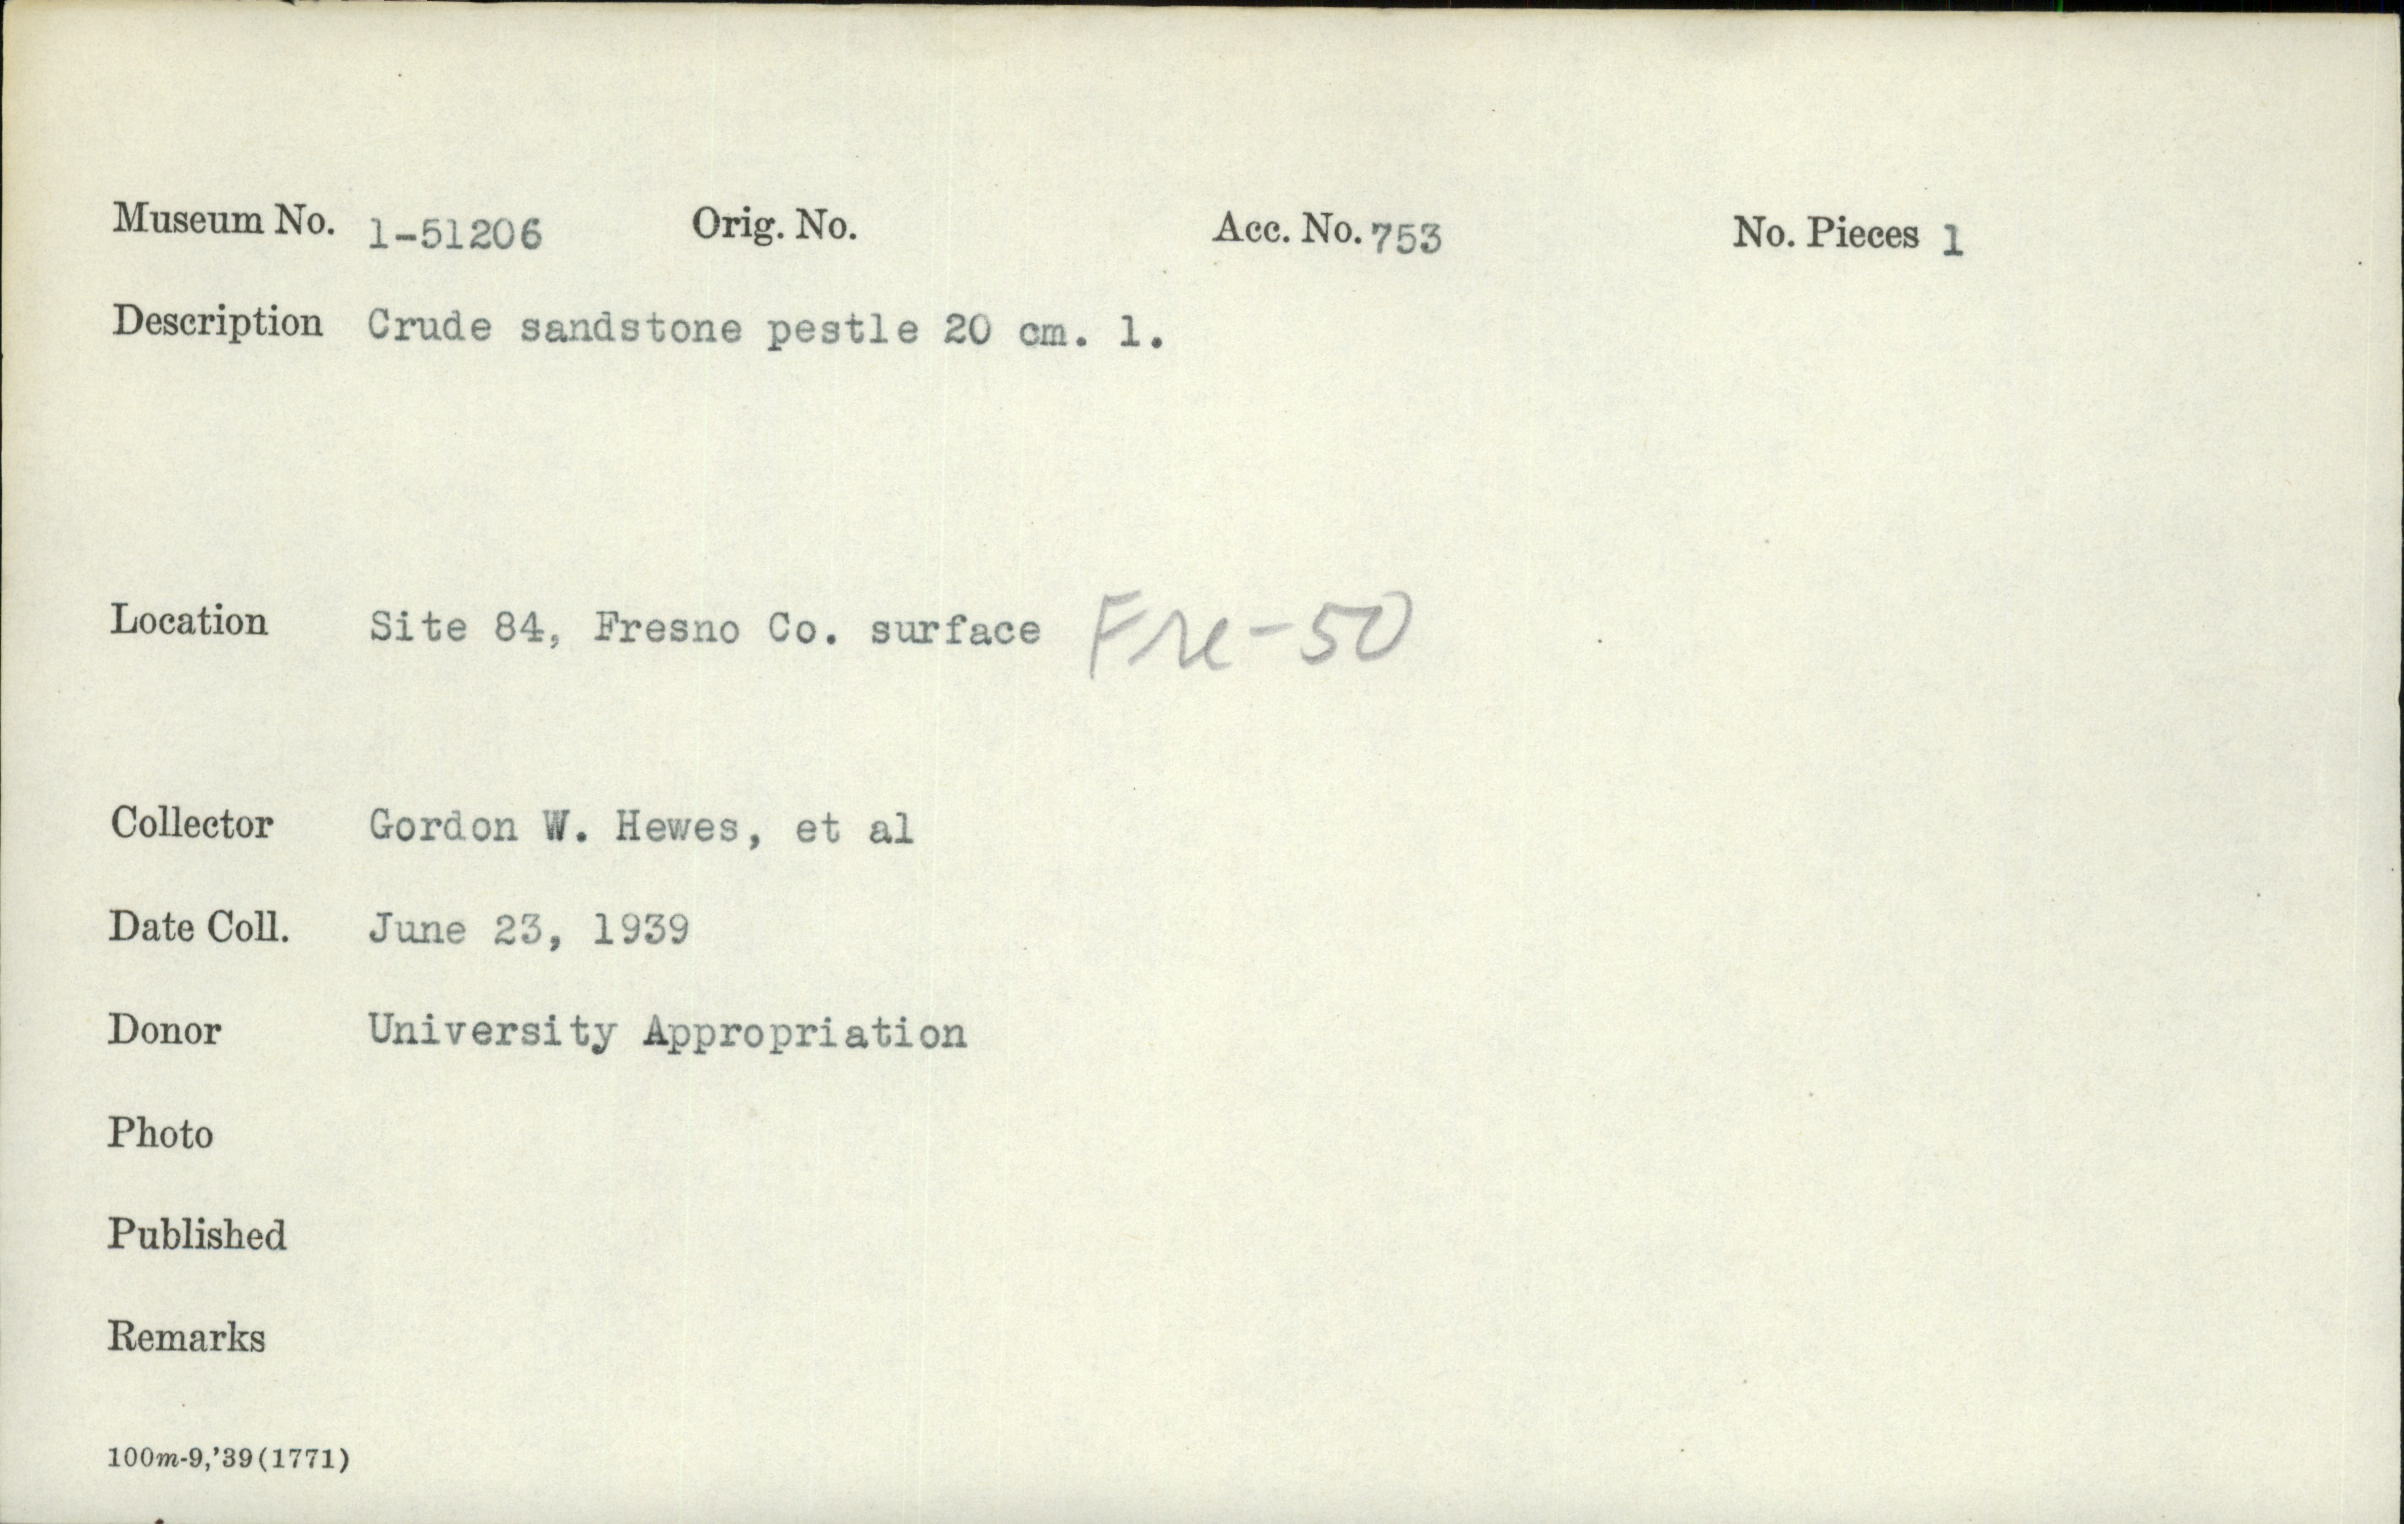 Museum No. 1-51206 Orig. No. Acc. No. 753 No. Pieces 1
Description Crude sandstone pestle 20 cm. l.
Location Site 84, Fresno Co. surface Fre-50
Collector Gordon W. Hewes, et al
Date Coll. June 23, 1939
Donor University Appropriation
Photo
Published
Remarks
100m-9,'39(1771)